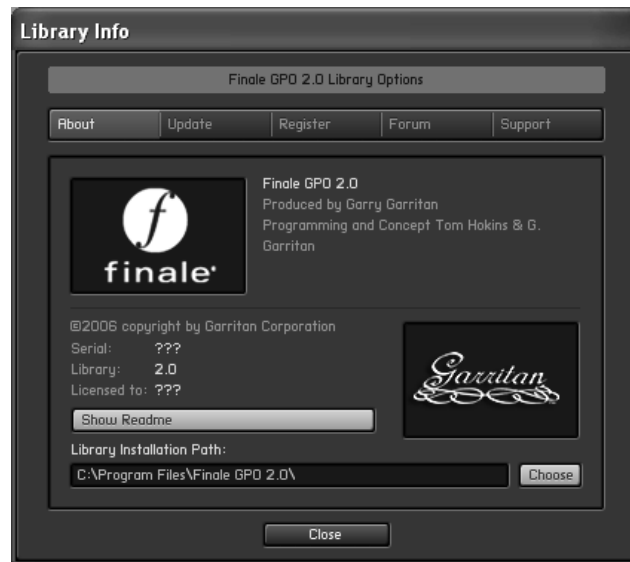 Library Info
Finale GPO 2.0 Library Options
About Update Register Forum Support
f
finale
Finale GPO 2.0
Produced by Garry Garritan
Programming and Concept Tom Hokins & G.
Garritan
©2006 copyright by Garritan Corporation
Serial: ???
Library: 2.0
Licensed to: ???
Garritan
Show Readme
Library Installation Path:
C:\Program Files\Finale GPO 2.0\ Choose
Close